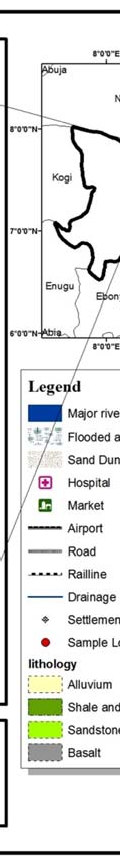 8°0'0"E
Abuja
N
8°0'0"N
Kogi
7°0'0"N
Enugu
Ebon
6°0'0"N
Abia
8°0'0"E
Legend
Major rive
Flooded a
Sand Dun
Hospital
Market
Airport
Road
Railline
Drainage
Settlemen
Sample Lo
lithology
Alluvium
Shale and
Sandstone
Basalt